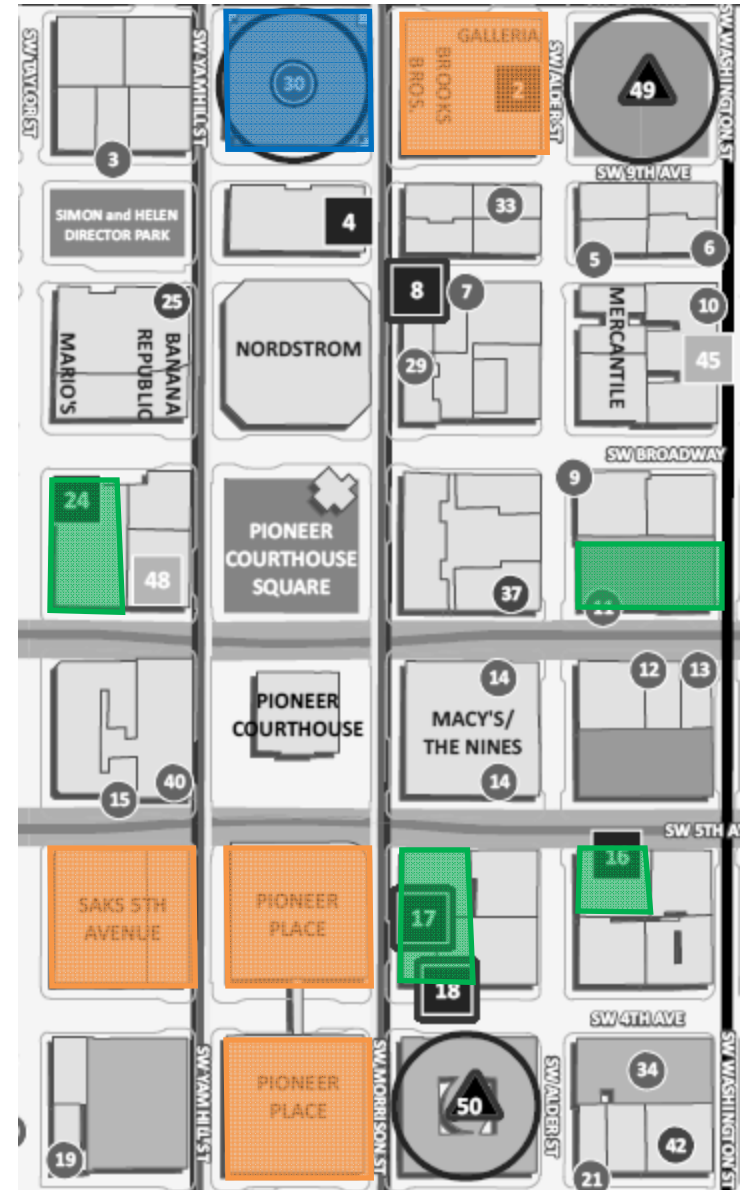 SW TAYLOR ST
SW YAMHILL ST
30
GALLERIA
BROOKS
BROS.
2
SW ALDER ST
49
SW WASHINGTON ST
3
SW 9TH AVE
SIMON and HELEN
DIRECTOR PARK
4
33
5
6
25
MARIO'S
BANANA
REPUBLIC
NORDSTROM
8
7
29
MERCANTILE
10
45
SW BROADWAY
24
48
PIONEER
COURTHOUSE
SQUARE
37
9
11
15
40
PIONEER
COURTHOUSE
14
MACY'S/
THE NINES
14
12
13
SW 5TH A
SAKS 5TH
AVENUE
PIONEER
PLACE
17
18
16
SW 4TH AVE
19
SW YAMHILL ST
PIONEER
PLACE
SW MORRISON ST
50
SW ALDER ST
34
42
21
SW WASHINGTON ST